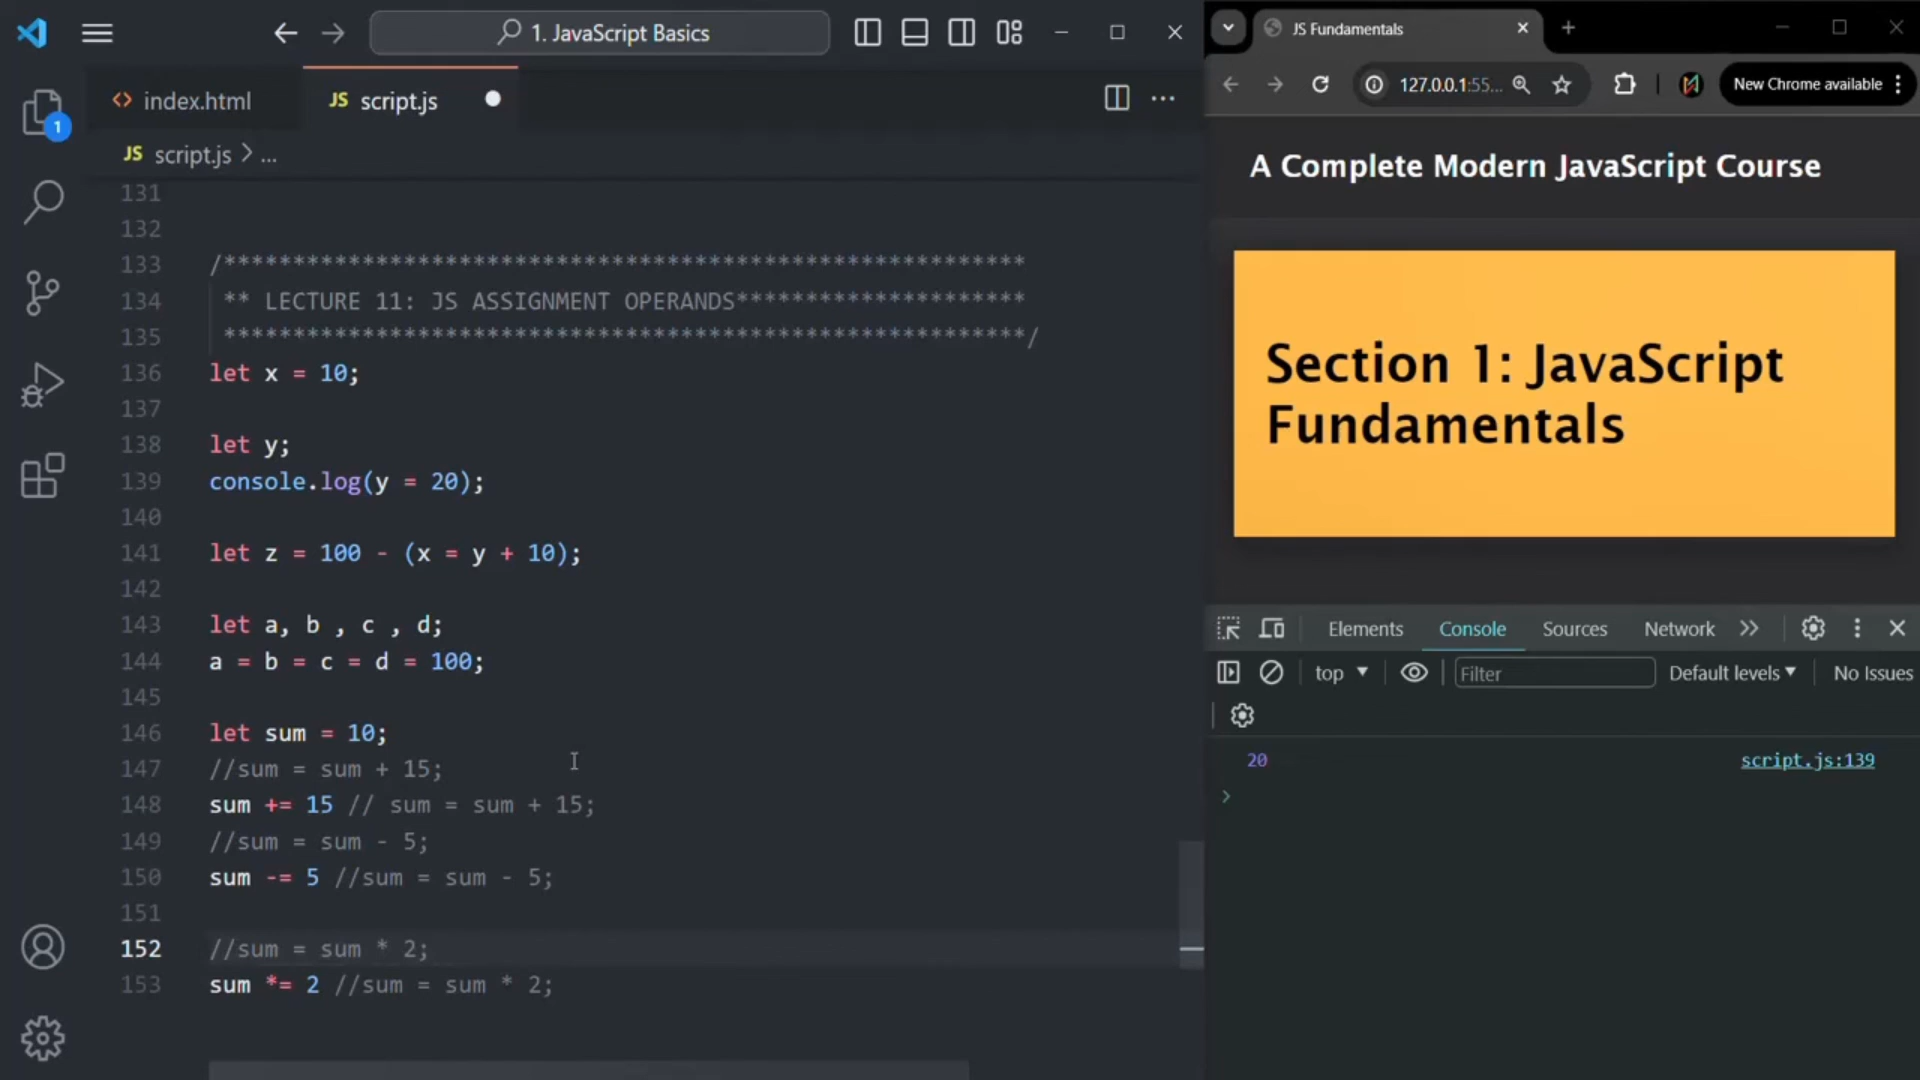 1. JavaScript Basics
index.html
JS script.js
JS script.js > ...
1
131
132
133 /**********************************************************
134 ** LECTURE 11: JS ASSIGNMENT OPERANDS*********************
135 **********************************************************/
136 let x = 10;
137
138 let y;
139 console.log(y = 20);
140
141 let z = 100 - (x = y + 10);
142
143 let a, b , c , d;
144 a = b = c = d = 100;
145
146 let sum = 10;
147 //sum = sum + 15;
148 sum += 15 // sum = sum + 15;
149 //sum = sum - 5;
150 sum -= 5 //sum = sum - 5;
151
152 //sum = sum * 2;
153 sum *= 2 //sum = sum * 2;
JS Fundamentals
127.0.0.1:55...
New Chrome available
A Complete Modern JavaScript Course
Section 1: JavaScript
Fundamentals
Elements Console Sources Network
top Filter Default levels No Issues
20 script.js:139